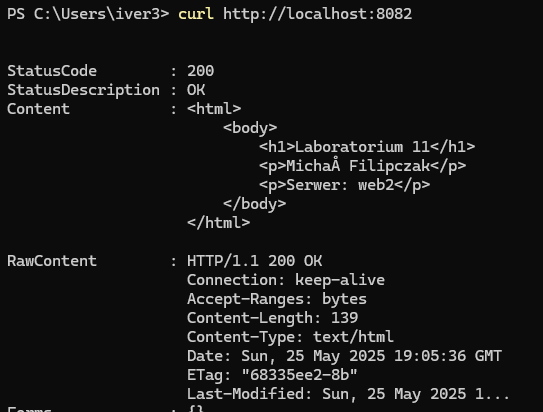 PS C:\Users\iver3> curl http://localhost:8082
StatusCode : 200
StatusDescription : OK
Content : <html>
<body>
<h1>Laboratorium 11</h1>
<p>MichaÅ Filipczak</p>
<p>Serwer: web2</p>
</body>
</html>
RawContent : HTTP/1.1 200 OK
Connection: keep-alive
Accept-Ranges: bytes
Content-Length: 139
Content-Type: text/html
Date: Sun, 25 May 2025 19:05:36 GMT
ETag: "68335ee2-8b"
Last-Modified: Sun, 25 May 2025 1...
Forms : {}